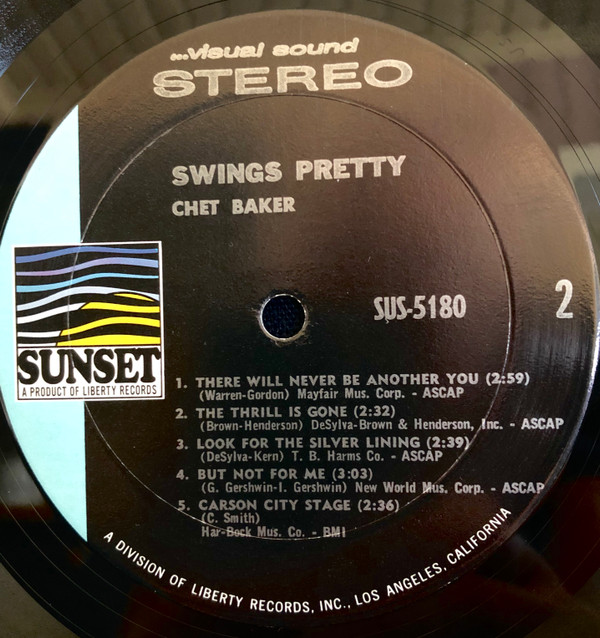 ...visual sound
STEREO
SWINGS PRETTY
CHET BAKER
SUS-5180
2
SUNSET
A PRODUCT OF LIBERTY RECORDS
1. THERE WILL NEVER BE ANOTHER YOU (2:59)
(Warren-Gordon) Mayfair Mus. Corp. - ASCAP
2. THE THRILL IS GONE (2:32)
(Brown-Henderson) DeSylva-Brown & Henderson, Inc. - ASCAP
3. LOOK FOR THE SILVER LINING (2:39)
(DeSylva-Kern) T. B. Harms Co. - ASCAP
4. BUT NOT FOR ME (3:03)
(G. Gershwin-I. Gershwin) New World Mus. Corp. - ASCAP
5. CARSON CITY STAGE (2:36)
(C. Smith)
Har-Bock Mus. Co. - BMI
A DIVISION OF LIBERTY RECORDS, INC., LOS ANGELES, CALIFORNIA